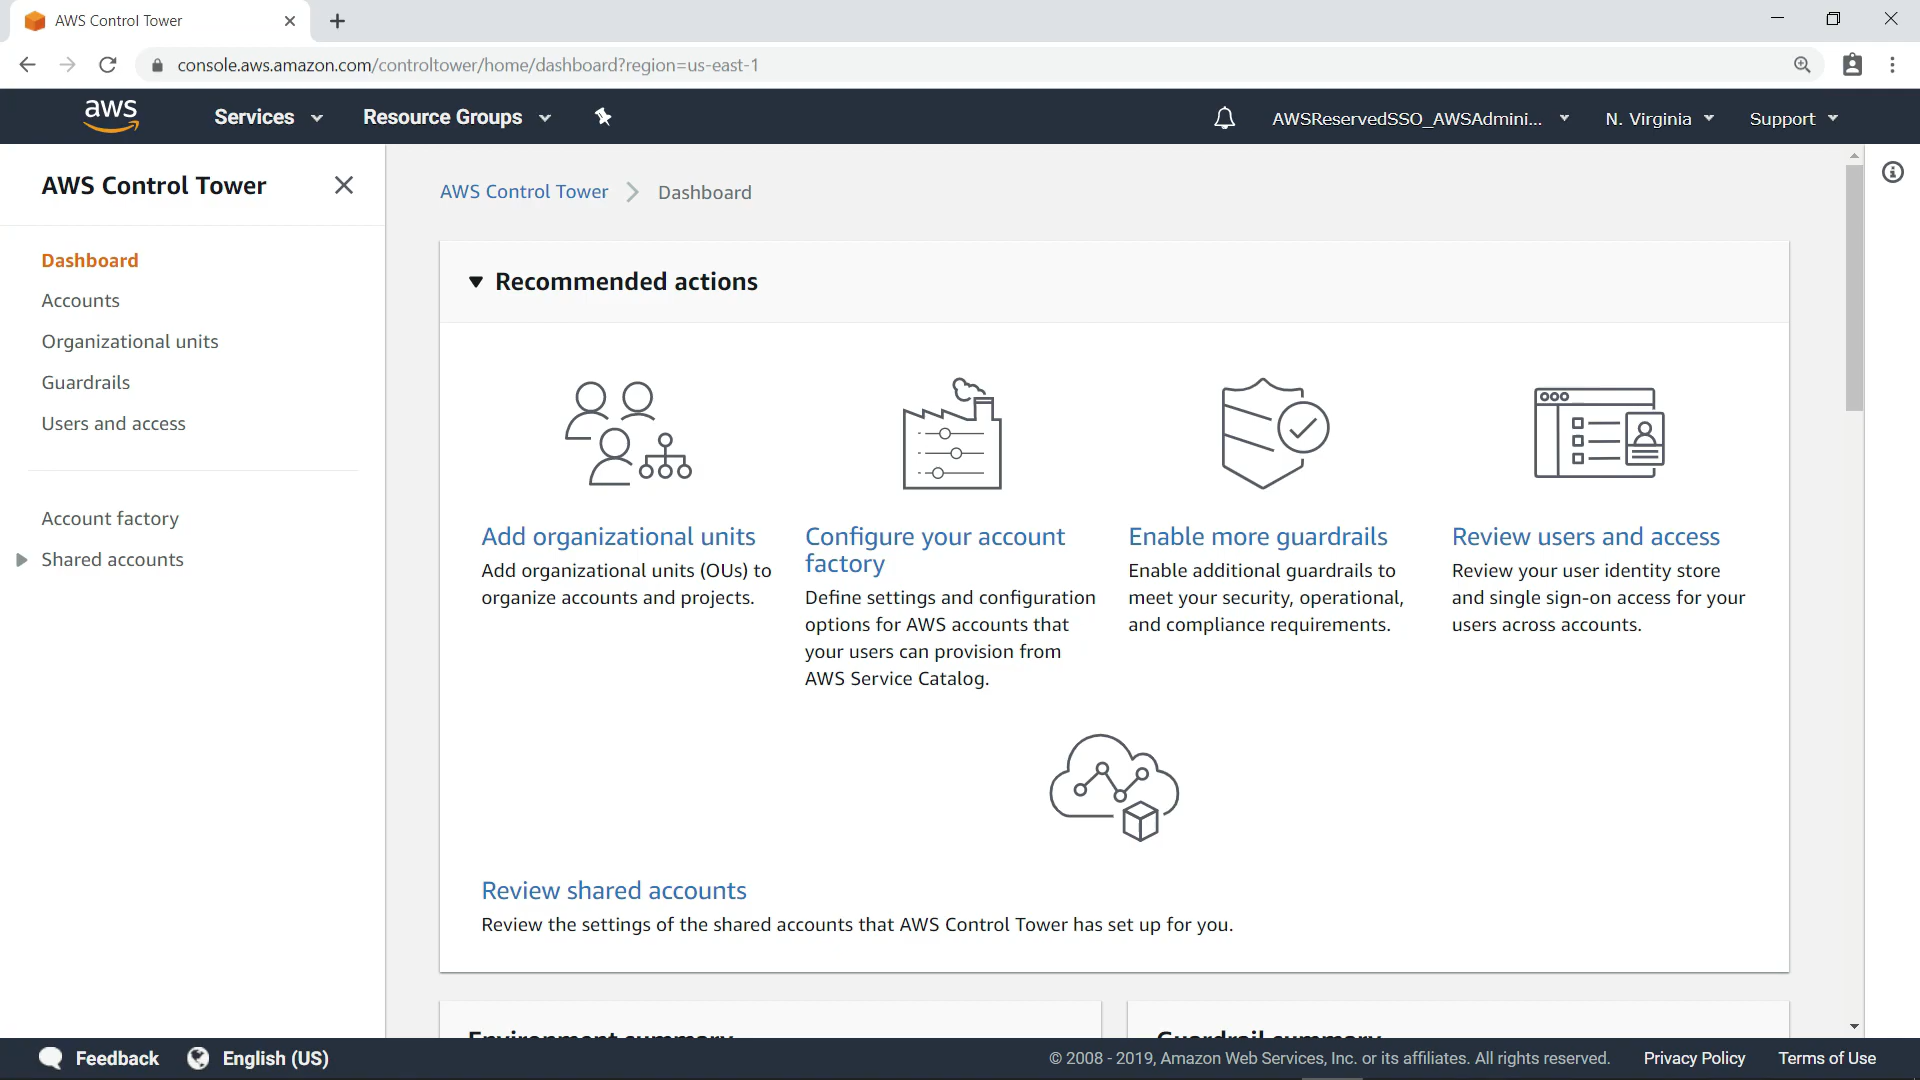 AWS Control Tower
console.aws.amazon.com/controltower/home/dashboard?region=us-east-1
aws
Services
Resource Groups
AWSReservedSSO_AWSAdmini...
N. Virginia
Support
AWS Control Tower
Dashboard
Accounts
Organizational units
Guardrails
Users and access
Account factory
Shared accounts
AWS Control Tower
Dashboard
Recommended actions
Add organizational units
Add organizational units (OUs) to
organize accounts and projects.
Configure your account
factory
Define settings and configuration
options for AWS accounts that
your users can provision from
AWS Service Catalog.
Enable more guardrails
Enable additional guardrails to
meet your security, operational,
and compliance requirements.
Review users and access
Review your user identity store
and single sign-on access for your
users across accounts.
Review shared accounts
Review the settings of the shared accounts that AWS Control Tower has set up for you.
Environment summary
Guardrail summary
Feedback
English (US)
© 2008 - 2019, Amazon Web Services, Inc. or its affiliates. All rights reserved.
Privacy Policy
Terms of Use